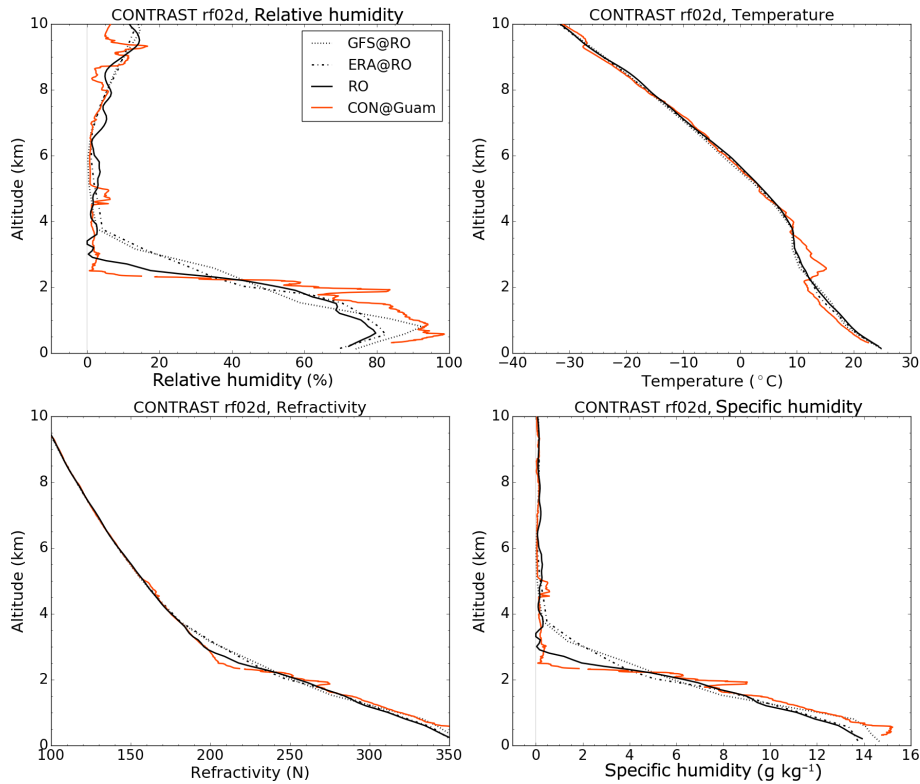 CONTRAST rf02d, Relative humidity
10
8
6
4
2
0
Altitude (km)
GFS@RO
ERA@RO
RO
CON@Guam
0 20 40 60 80 100
Relative humidity (%)
CONTRAST rf02d, Temperature
10
8
6
4
2
0
Altitude (km)
−40 −30 −20 −10 0 10 20 30
Temperature (°C)
CONTRAST rf02d, Refractivity
10
8
6
4
2
0
Altitude (km)
100 150 200 250 300 350
Refractivity (N)
CONTRAST rf02d, Specific humidity
10
8
6
4
2
0
Altitude (km)
0 2 4 6 8 10 12 14 16
Specific humidity (g kg⁻¹)